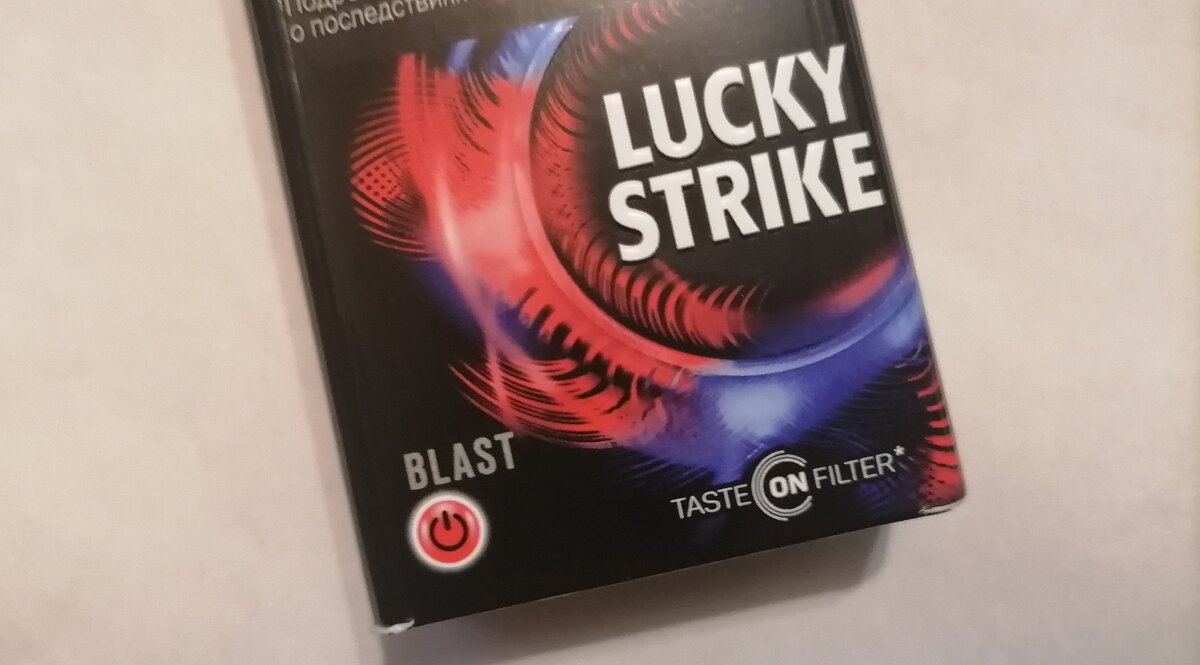 о последстви
LUCKY
STRIKE
BLAST
TASTE ON FILTER*